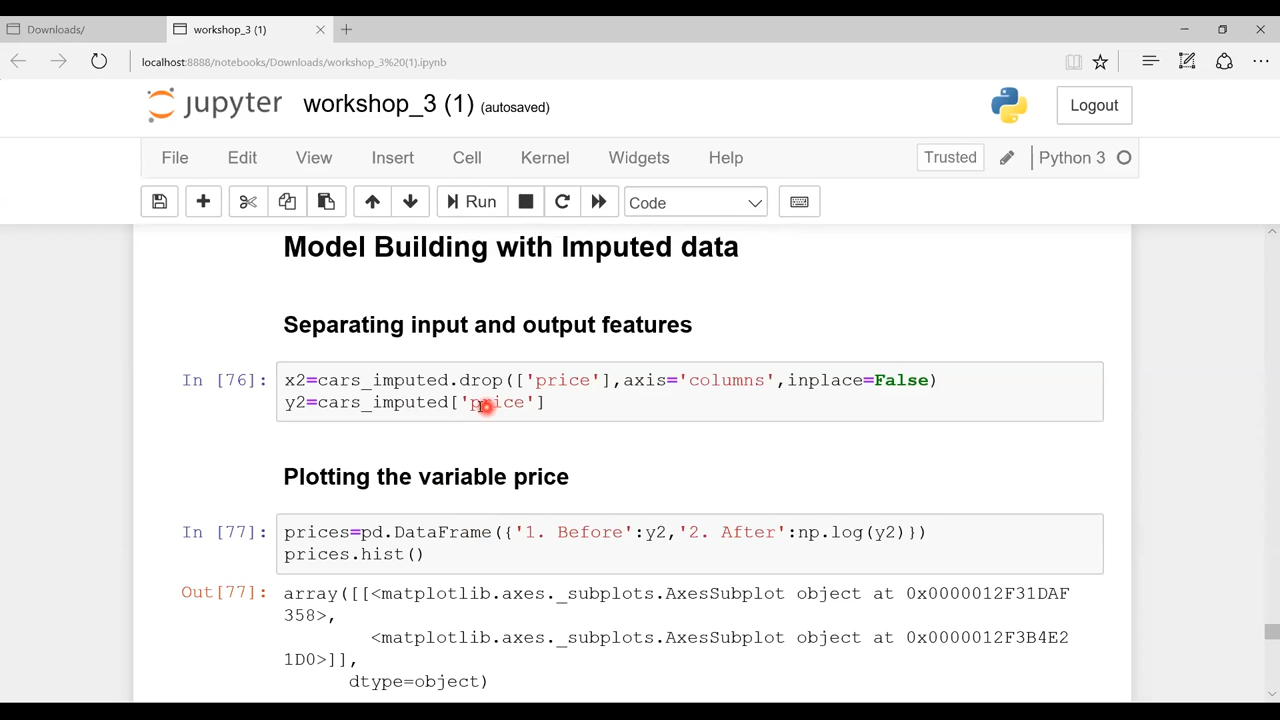 Downloads/
workshop_3 (1)
localhost:8888/notebooks/Downloads/workshop_3%20(1).ipynb
jupyter workshop_3 (1) (autosaved)
Logout
File Edit View Insert Cell Kernel Widgets Help
Trusted
Python 3
Run
Code
Model Building with Imputed data
Separating input and output features
In [76]: x2=cars_imputed.drop(['price'],axis='columns',inplace=False)
y2=cars_imputed['price']
Plotting the variable price
In [77]: prices=pd.DataFrame({'1. Before':y2,'2. After':np.log(y2)})
prices.hist()
Out[77]: array([[<matplotlib.axes._subplots.AxesSubplot object at 0x0000012F31DAF
358>,
<matplotlib.axes._subplots.AxesSubplot object at 0x0000012F3B4E2
1D0>]],
dtype=object)